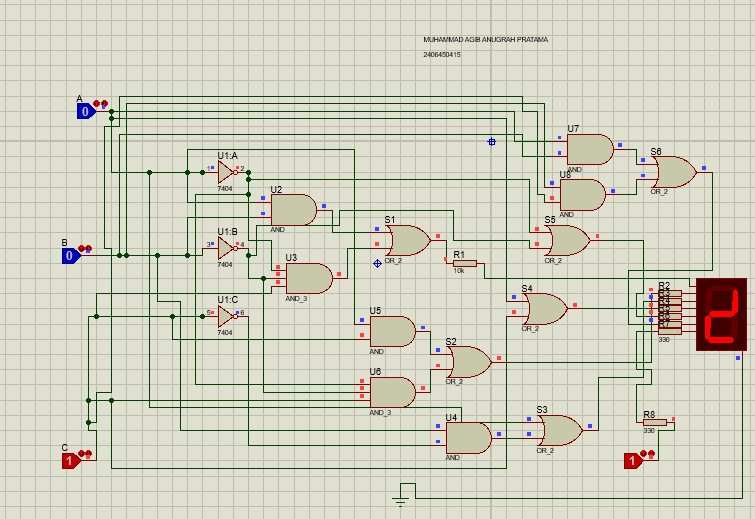 MUHAMMAD AGIB ANUGRAH PRATAMA
2406450415
A
0
U7
AND
S6
OR_2
U1:A
1
2
7404
U8
AND
U2
AND
S1
OR_2
S5
OR_2
B
0
U1:B
3
4
7404
U3
AND_3
R1
10k
S4
OR_2
R2
R3
R4
R5
R6
R7
330
U1:C
5
6
7404
U5
AND
S2
OR_2
U6
AND_3
U4
AND
S3
OR_2
R8
330
C
1
1